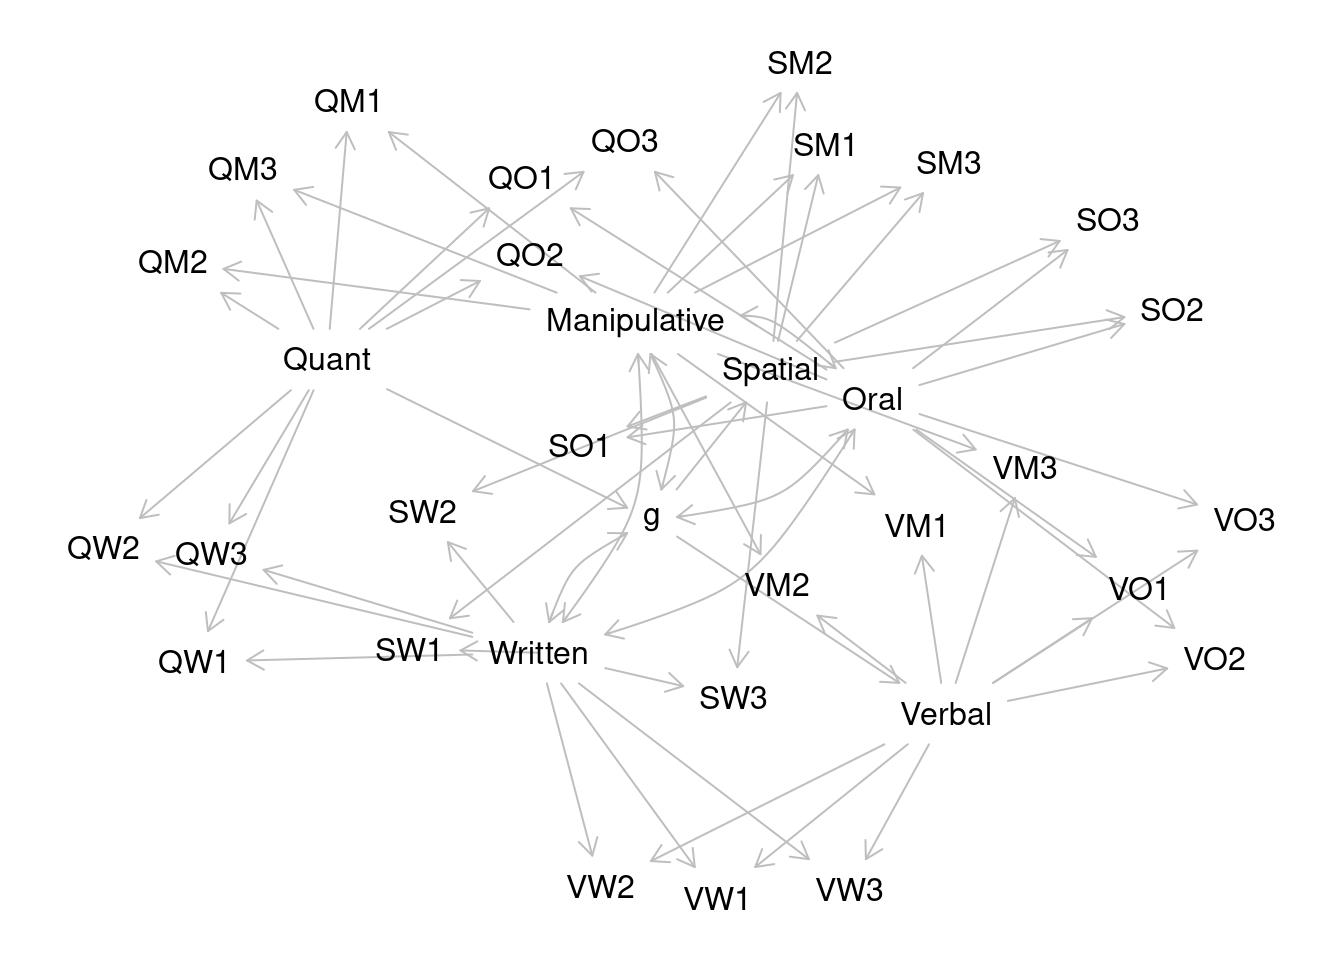 SM2
QM1
QO3
SM1
SM3
QM3
QO1
SO3
QO2
QM2
SO2
Manipulative
Quant
Spatial
Oral
SO1
VM3
SW2
g
VM1
VO3
QW2
QW3
VM2
VO1
SW1
Written
QW1
VO2
SW3
Verbal
VW2
VW1
VW3